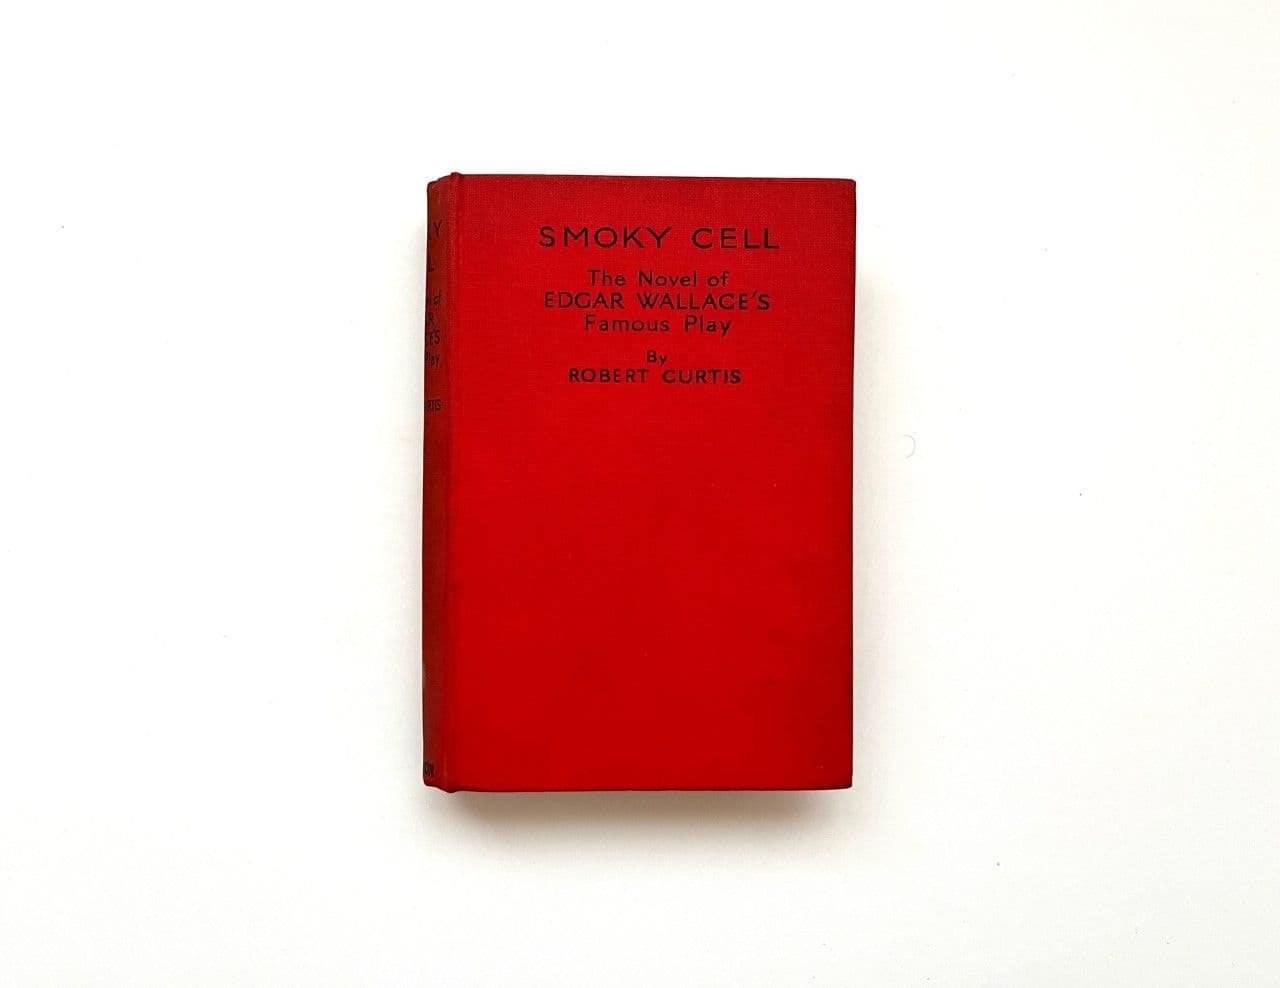 SMOKY CELL
The Novel of
EDGAR WALLACE'S
Famous Play
By
ROBERT CURTIS